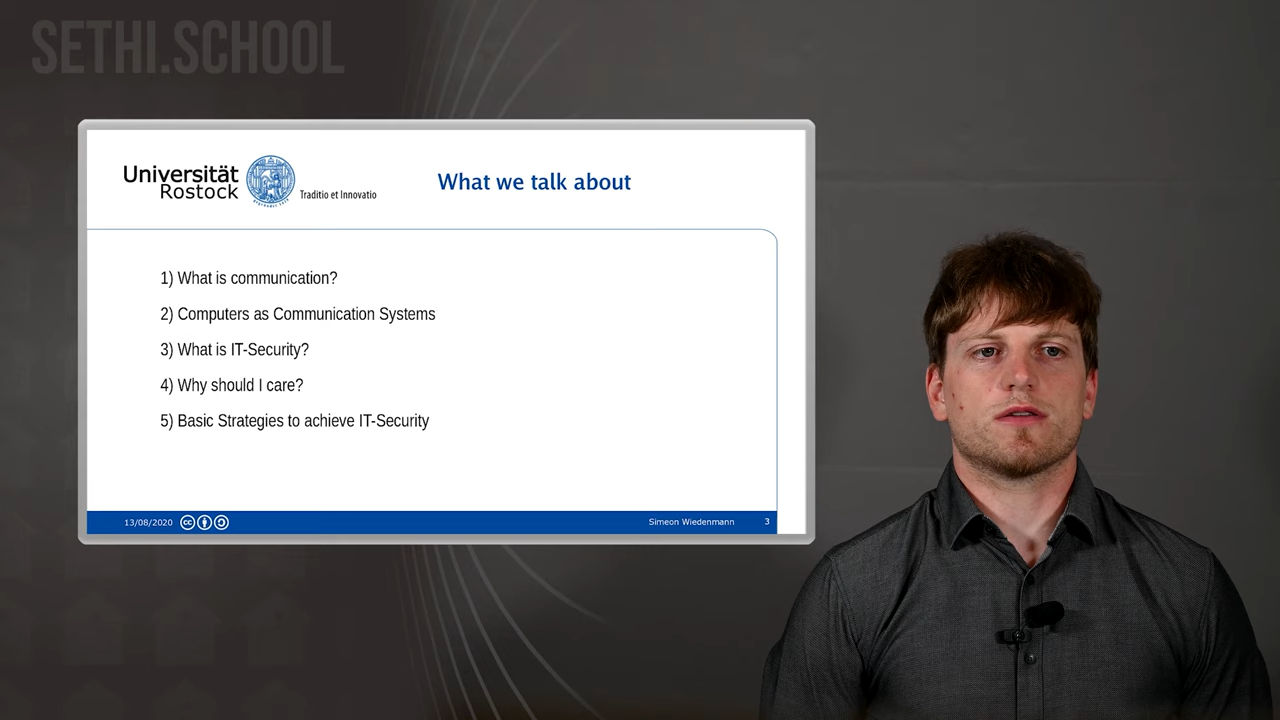 SETHI.SCHOOL
Universität
Rostock
Traditio et Innovatio
What we talk about
1) What is communication?
2) Computers as Communication Systems
3) What is IT-Security?
4) Why should I care?
5) Basic Strategies to achieve IT-Security
13/08/2020
cc
Simeon Wiedenmann
3